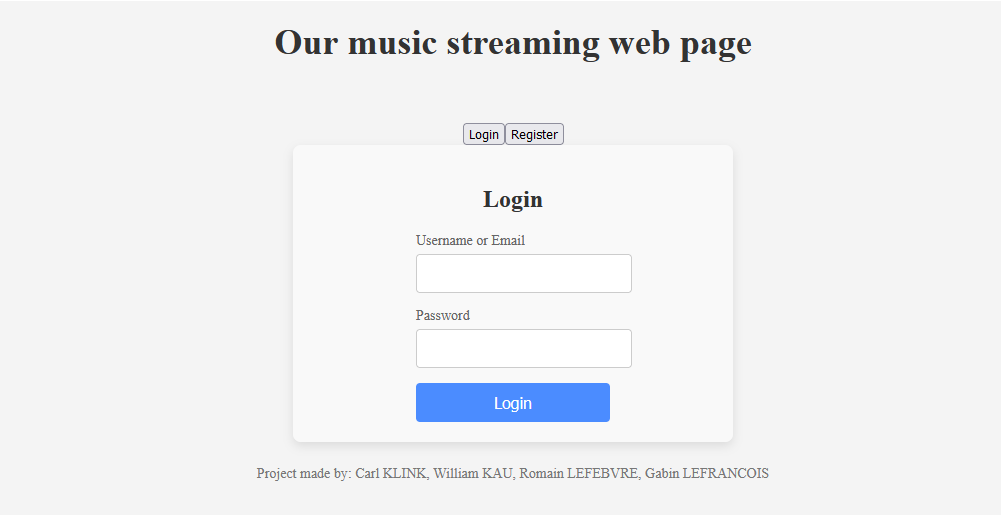 Our music streaming web page
Login Register
Login
Username or Email
Password
Login
Project made by: Carl KLINK, William KAU, Romain LEFEBVRE, Gabin LEFRANCOIS